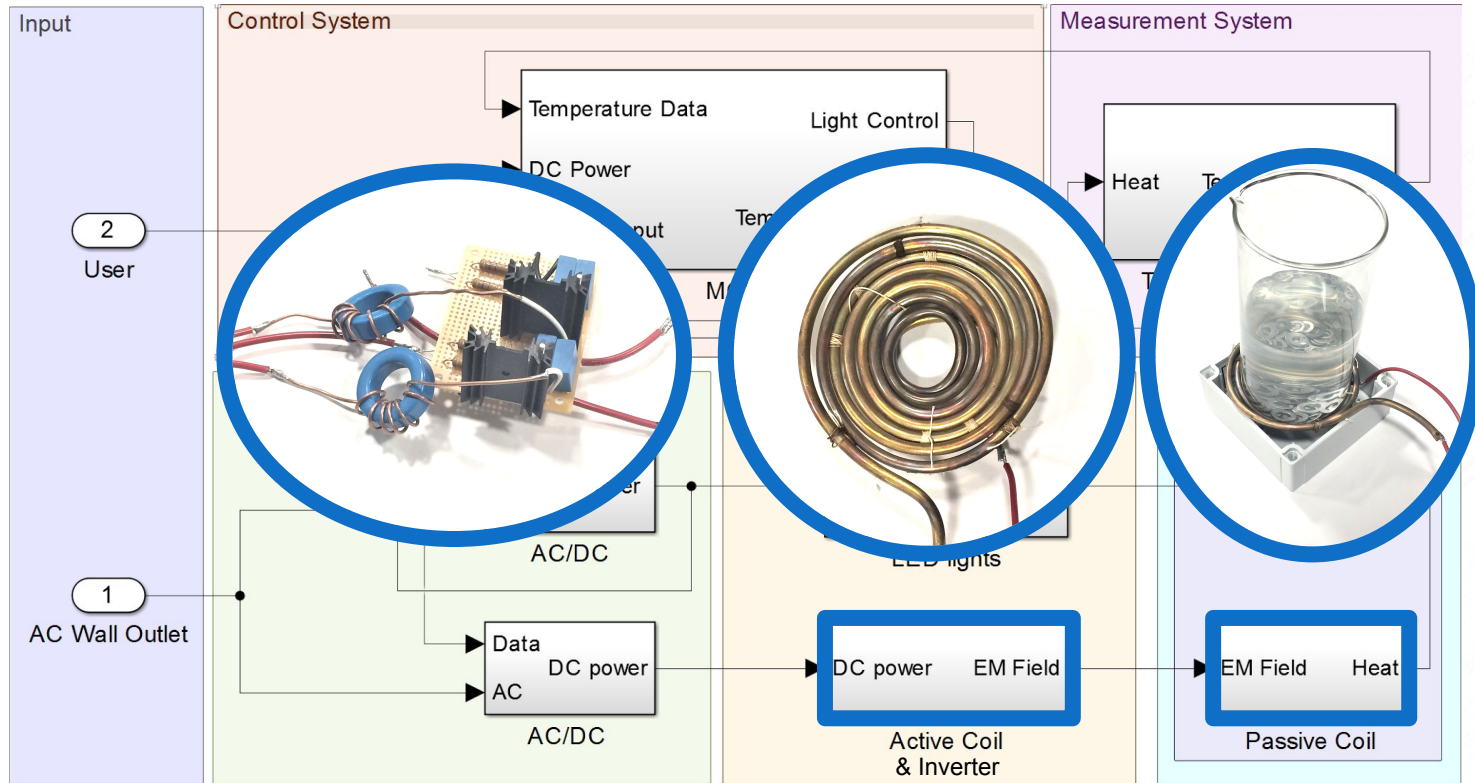 Input
Control System
Measurement System
Temperature Data
Light Control
DC Power
Heat
2
User
AC/DC
1
AC Wall Outlet
Data
DC power
AC
AC/DC
LED lights
DC power
EM Field
Active Coil
& Inverter
EM Field
Heat
Passive Coil